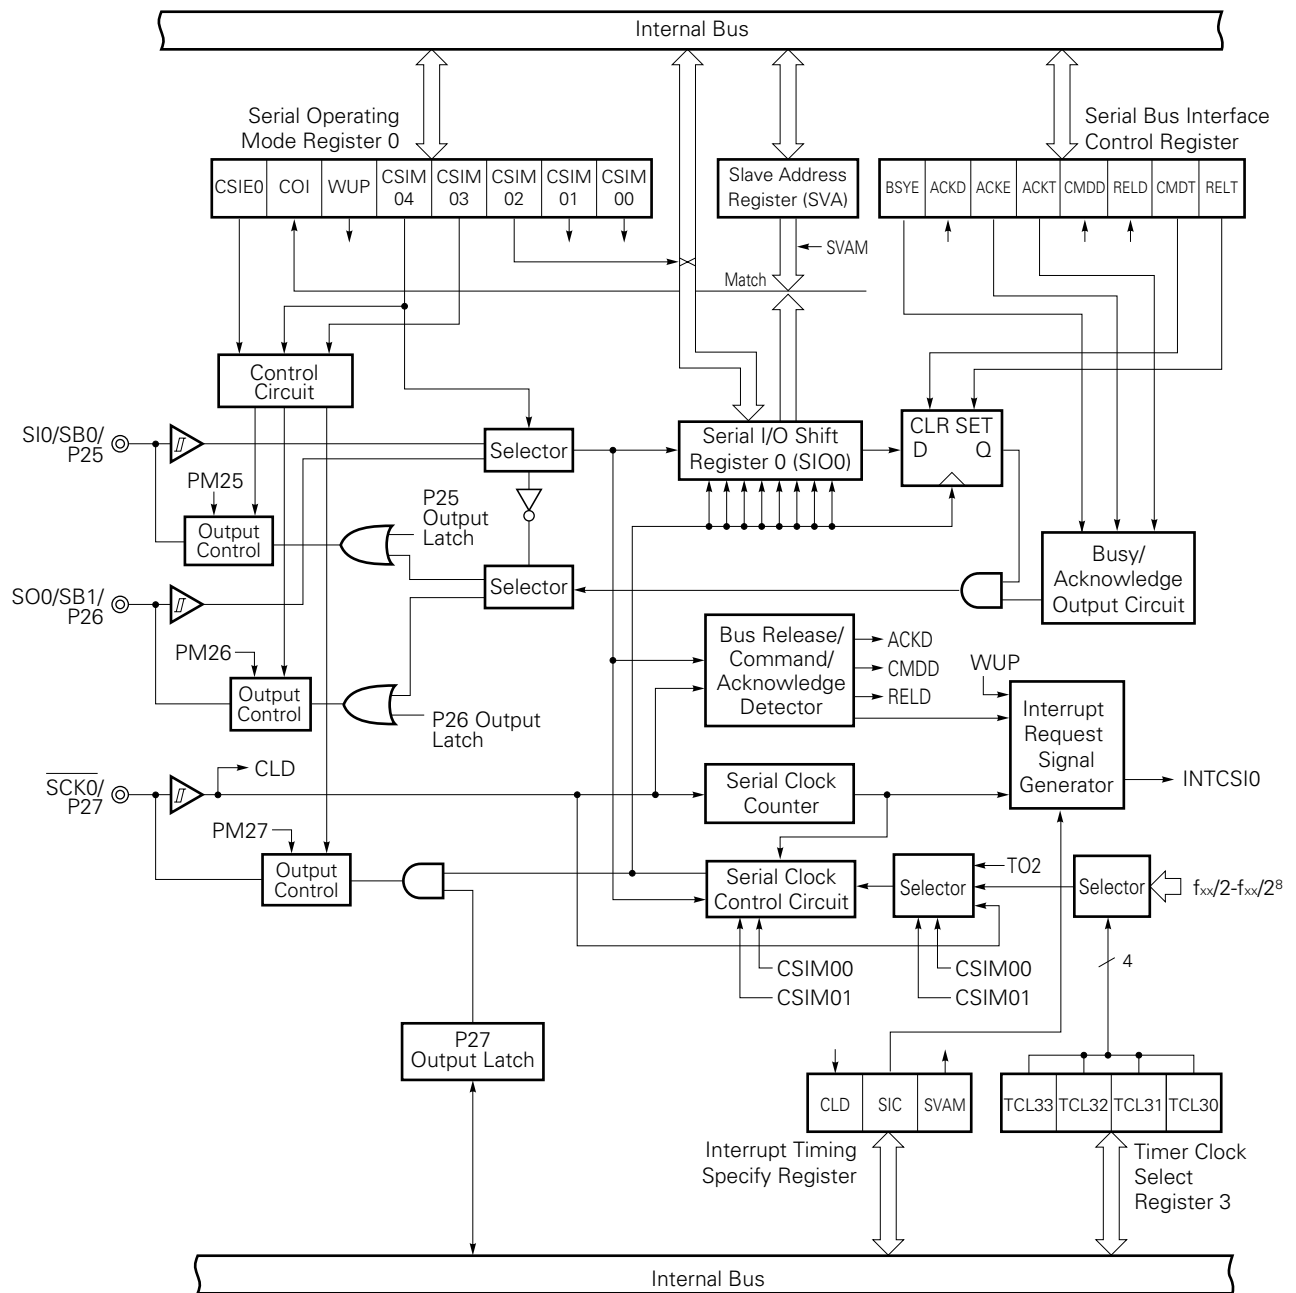 Internal Bus
Serial Operating
Mode Register 0
Serial Bus Interface
Control Register
CSIE0
COI
WUP
CSIM
04
CSIM
03
CSIM
02
CSIM
01
CSIM
00
Slave Address
Register (SVA)
BSYE
ACKD
ACKE
ACKT
CMDD
RELD
CMDT
RELT
SVAM
Match
Control
Circuit
SI0/SB0/
P25
Selector
Serial I/O Shift
Register 0 (SIO0)
CLR SET
D Q
PM25
P25
Output
Latch
Output
Control
Busy/
Acknowledge
Output Circuit
Selector
SO0/SB1/
P26
Bus Release/
Command/
Acknowledge
Detector
ACKD
CMDD
RELD
WUP
PM26
Output
Control
P26 Output
Latch
Interrupt
Request
Signal
Generator
INTCSI0
SCK0/
P27
CLD
Serial Clock
Counter
PM27
Output
Control
Serial Clock
Control Circuit
Selector
TO2
Selector
fxx/2-fxx/2⁸
4
CSIM00
CSIM01
CSIM00
CSIM01
P27
Output Latch
CLD
SIC
SVAM
TCL33
TCL32
TCL31
TCL30
Interrupt Timing
Specify Register
Timer Clock
Select
Register 3
Internal Bus